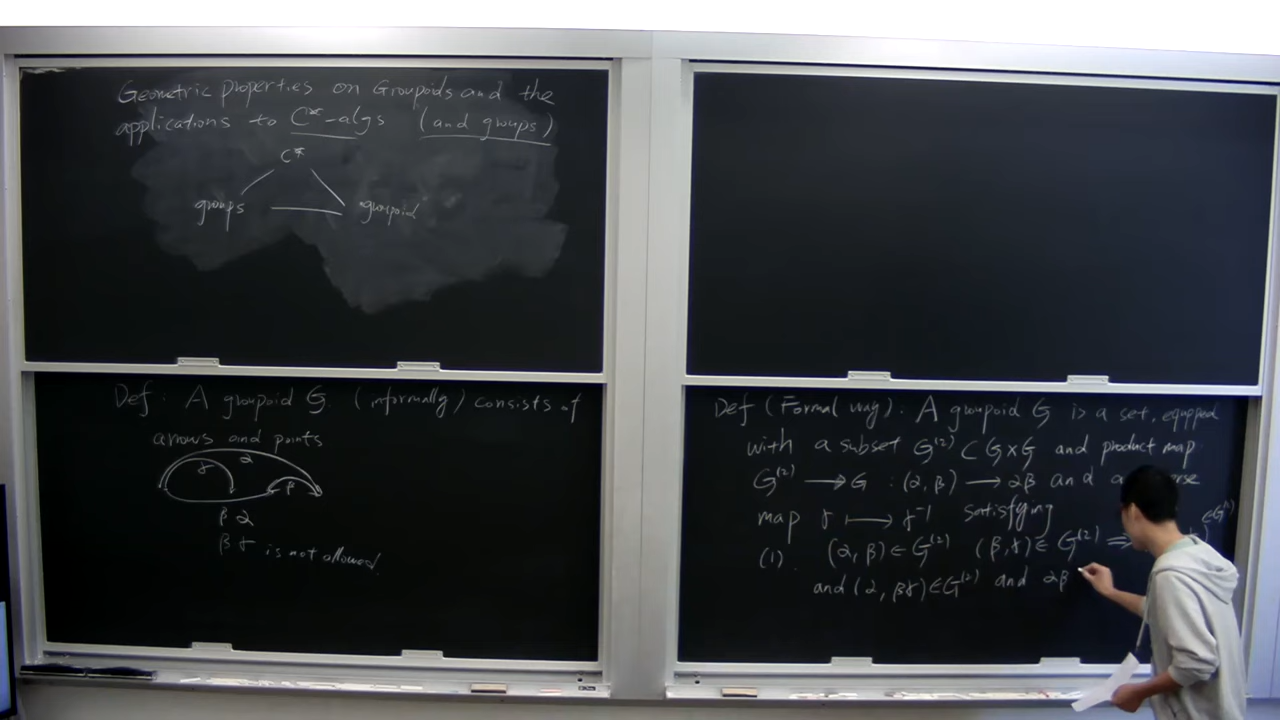 Geometric properties on Groupoids and the
applications to C*-algs (and groups)
C*
groups groupoid
Def: A groupoid G. (informally) consists of
arrows and points
γ α β
β α
β γ is not allowed.
Def (Formal way): A groupoid G is a set, equipped
with a subset G⁽²⁾ ⊂ G×G and product map:
G⁽²⁾ ⟶ G : (α, β) ⟶ αβ and
map γ ⟼ γ⁻¹ satisfying
(1). (α, β) ∈ G⁽²⁾ (β, γ) ∈ G⁽²⁾ ⇒ ∈ G⁽²⁾
and (α, βγ) ∈ G⁽²⁾ and αβ